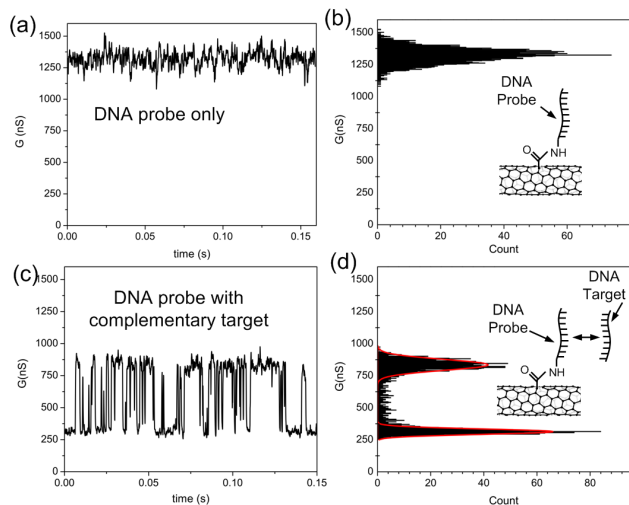 (a)
1500
1250
1000
750
500
250
0
G (nS)
DNA probe only
0.00
0.05
0.10
0.15
time (s)
(b)
1500
1250
1000
750
500
250
0
G(nS)
DNA
Probe
O
NH
0
20
40
60
Count
(c)
1500
1250
1000
750
500
250
0
G(nS)
DNA probe with
complementary target
0.00
0.05
0.10
0.15
time (s)
(d)
1500
1250
1000
750
500
250
0
G(nS)
DNA
Target
DNA
Probe
O
NH
0
20
40
60
80
Count